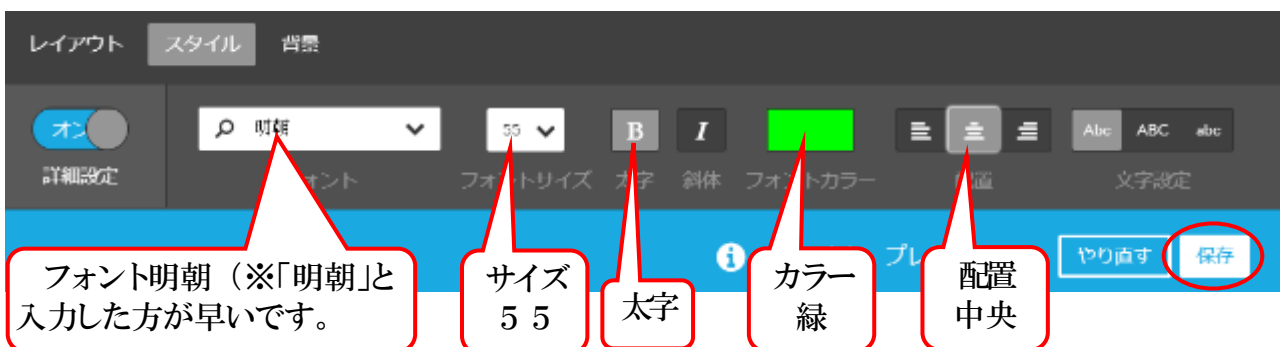 レイアウト スタイル 背景
オン 明朝 55 B I Abc ABC abc
詳細設定 フォントサイズ 太字 斜体 フォントカラー 文字設定
やり直す 保存
フォント明朝（※「明朝」と
入力した方が早いです。
サイズ
５５
太字
カラー
緑
配置
中央